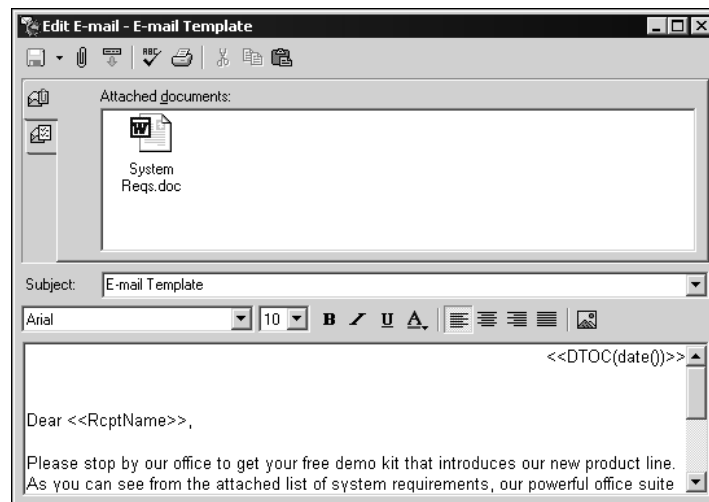 Edit E-mail - E-mail Template
ABC
Attached documents:
W
System
Reqs.doc
Subject: E-mail Template
Arial 10 B I U A
<<DTOC(date())>>
Dear <<RcptName>>,
Please stop by our office to get your free demo kit that introduces our new product line.
As you can see from the attached list of system requirements, our powerful office suite